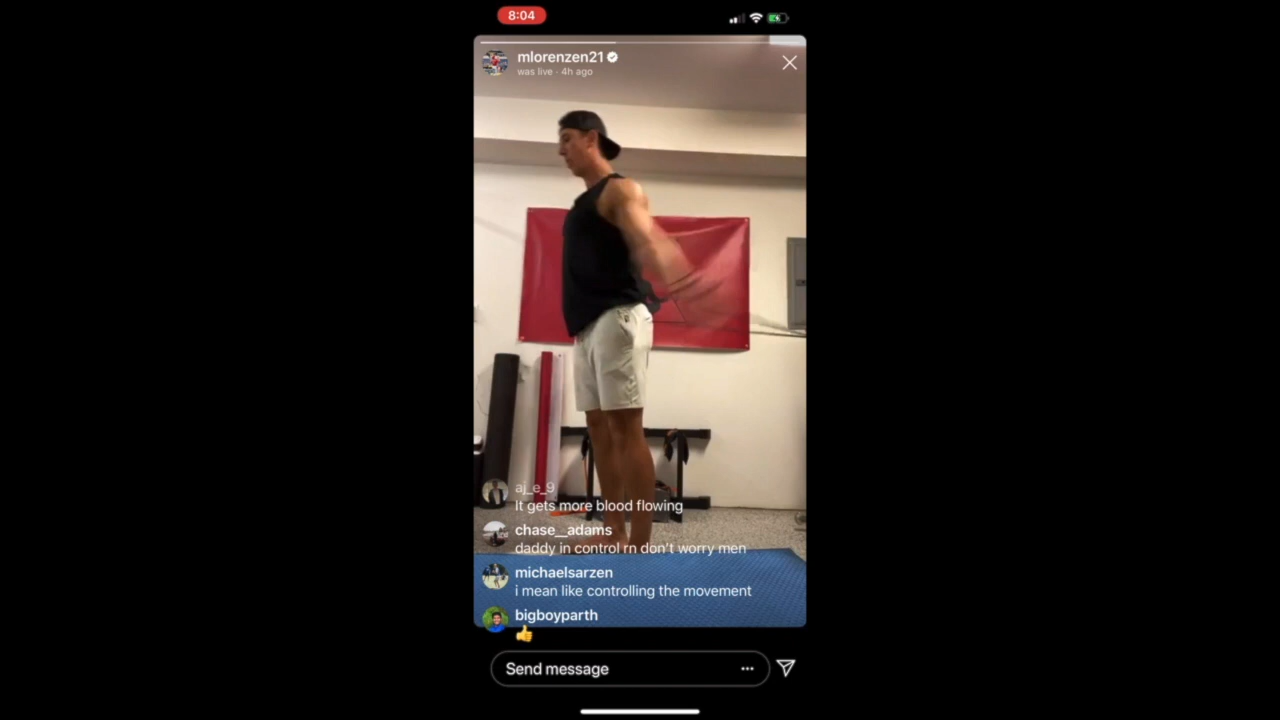 8:04
mlorenzen21
was live · 4h ago
aj_e_9
It gets more blood flowing
chase__adams
daddy in control rn don't worry men
michaelsarzen
i mean like controlling the movement
bigboyparth
👍
Send message